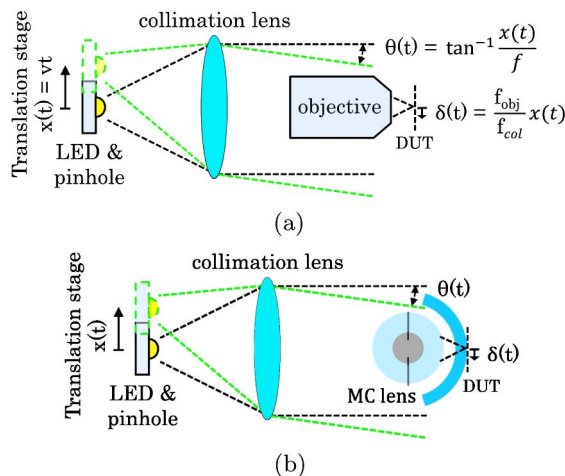 collimation lens
Translation stage
x(t) = vt
LED &
pinhole
θ(t) = tan⁻¹ x(t)/f
objective
δ(t) = f_obj/f_col x(t)
DUT
(a)
collimation lens
Translation stage
x(t)
LED &
pinhole
θ(t)
MC lens
δ(t)
DUT
(b)